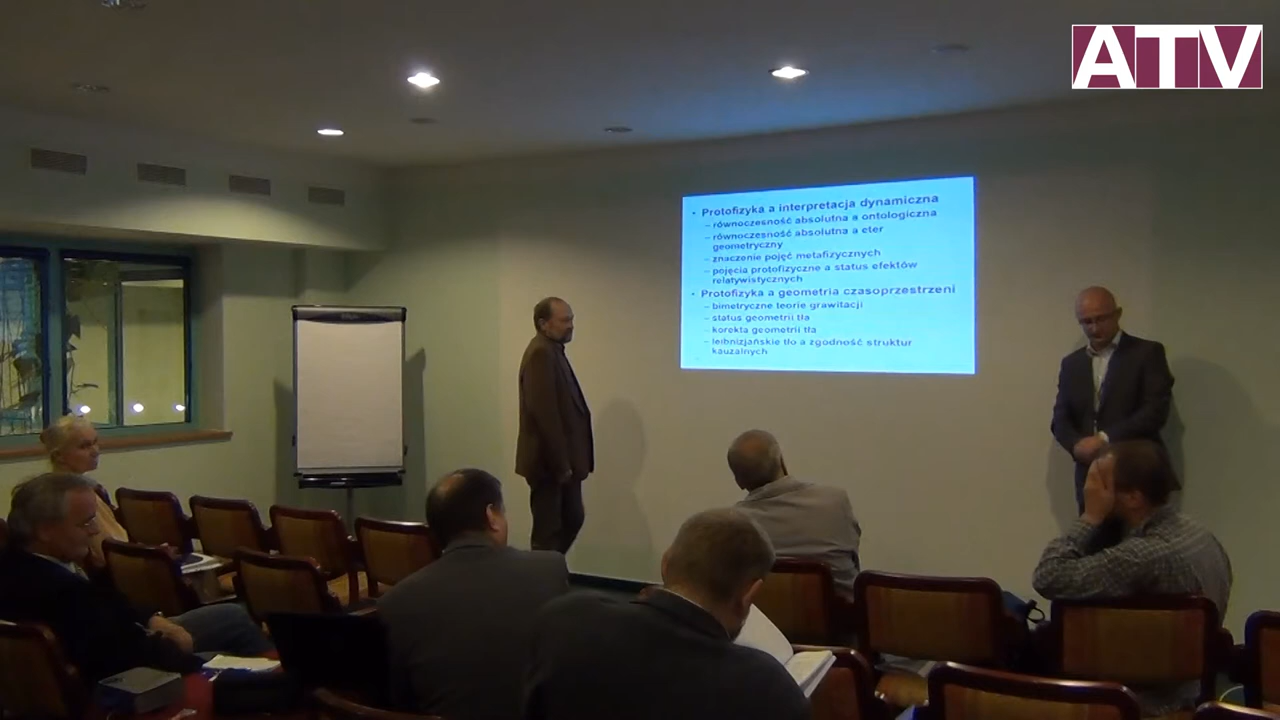 ATV
• Protofizyka a interpretacja dynamiczna
– równoczesność absolutna a ontologiczna
– równoczesność absolutna a eter
geometryczny
– znaczenie pojęć metafizycznych
– pojęcia protofizyczne a status efektów
relatywistycznych
• Protofizyka a geometria czasoprzestrzeni
– bimetryczne teorie grawitacji
– status geometrii tła
– korekta geometrii tła
– leibnizjańskie tło a zgodność struktur
kauzalnych